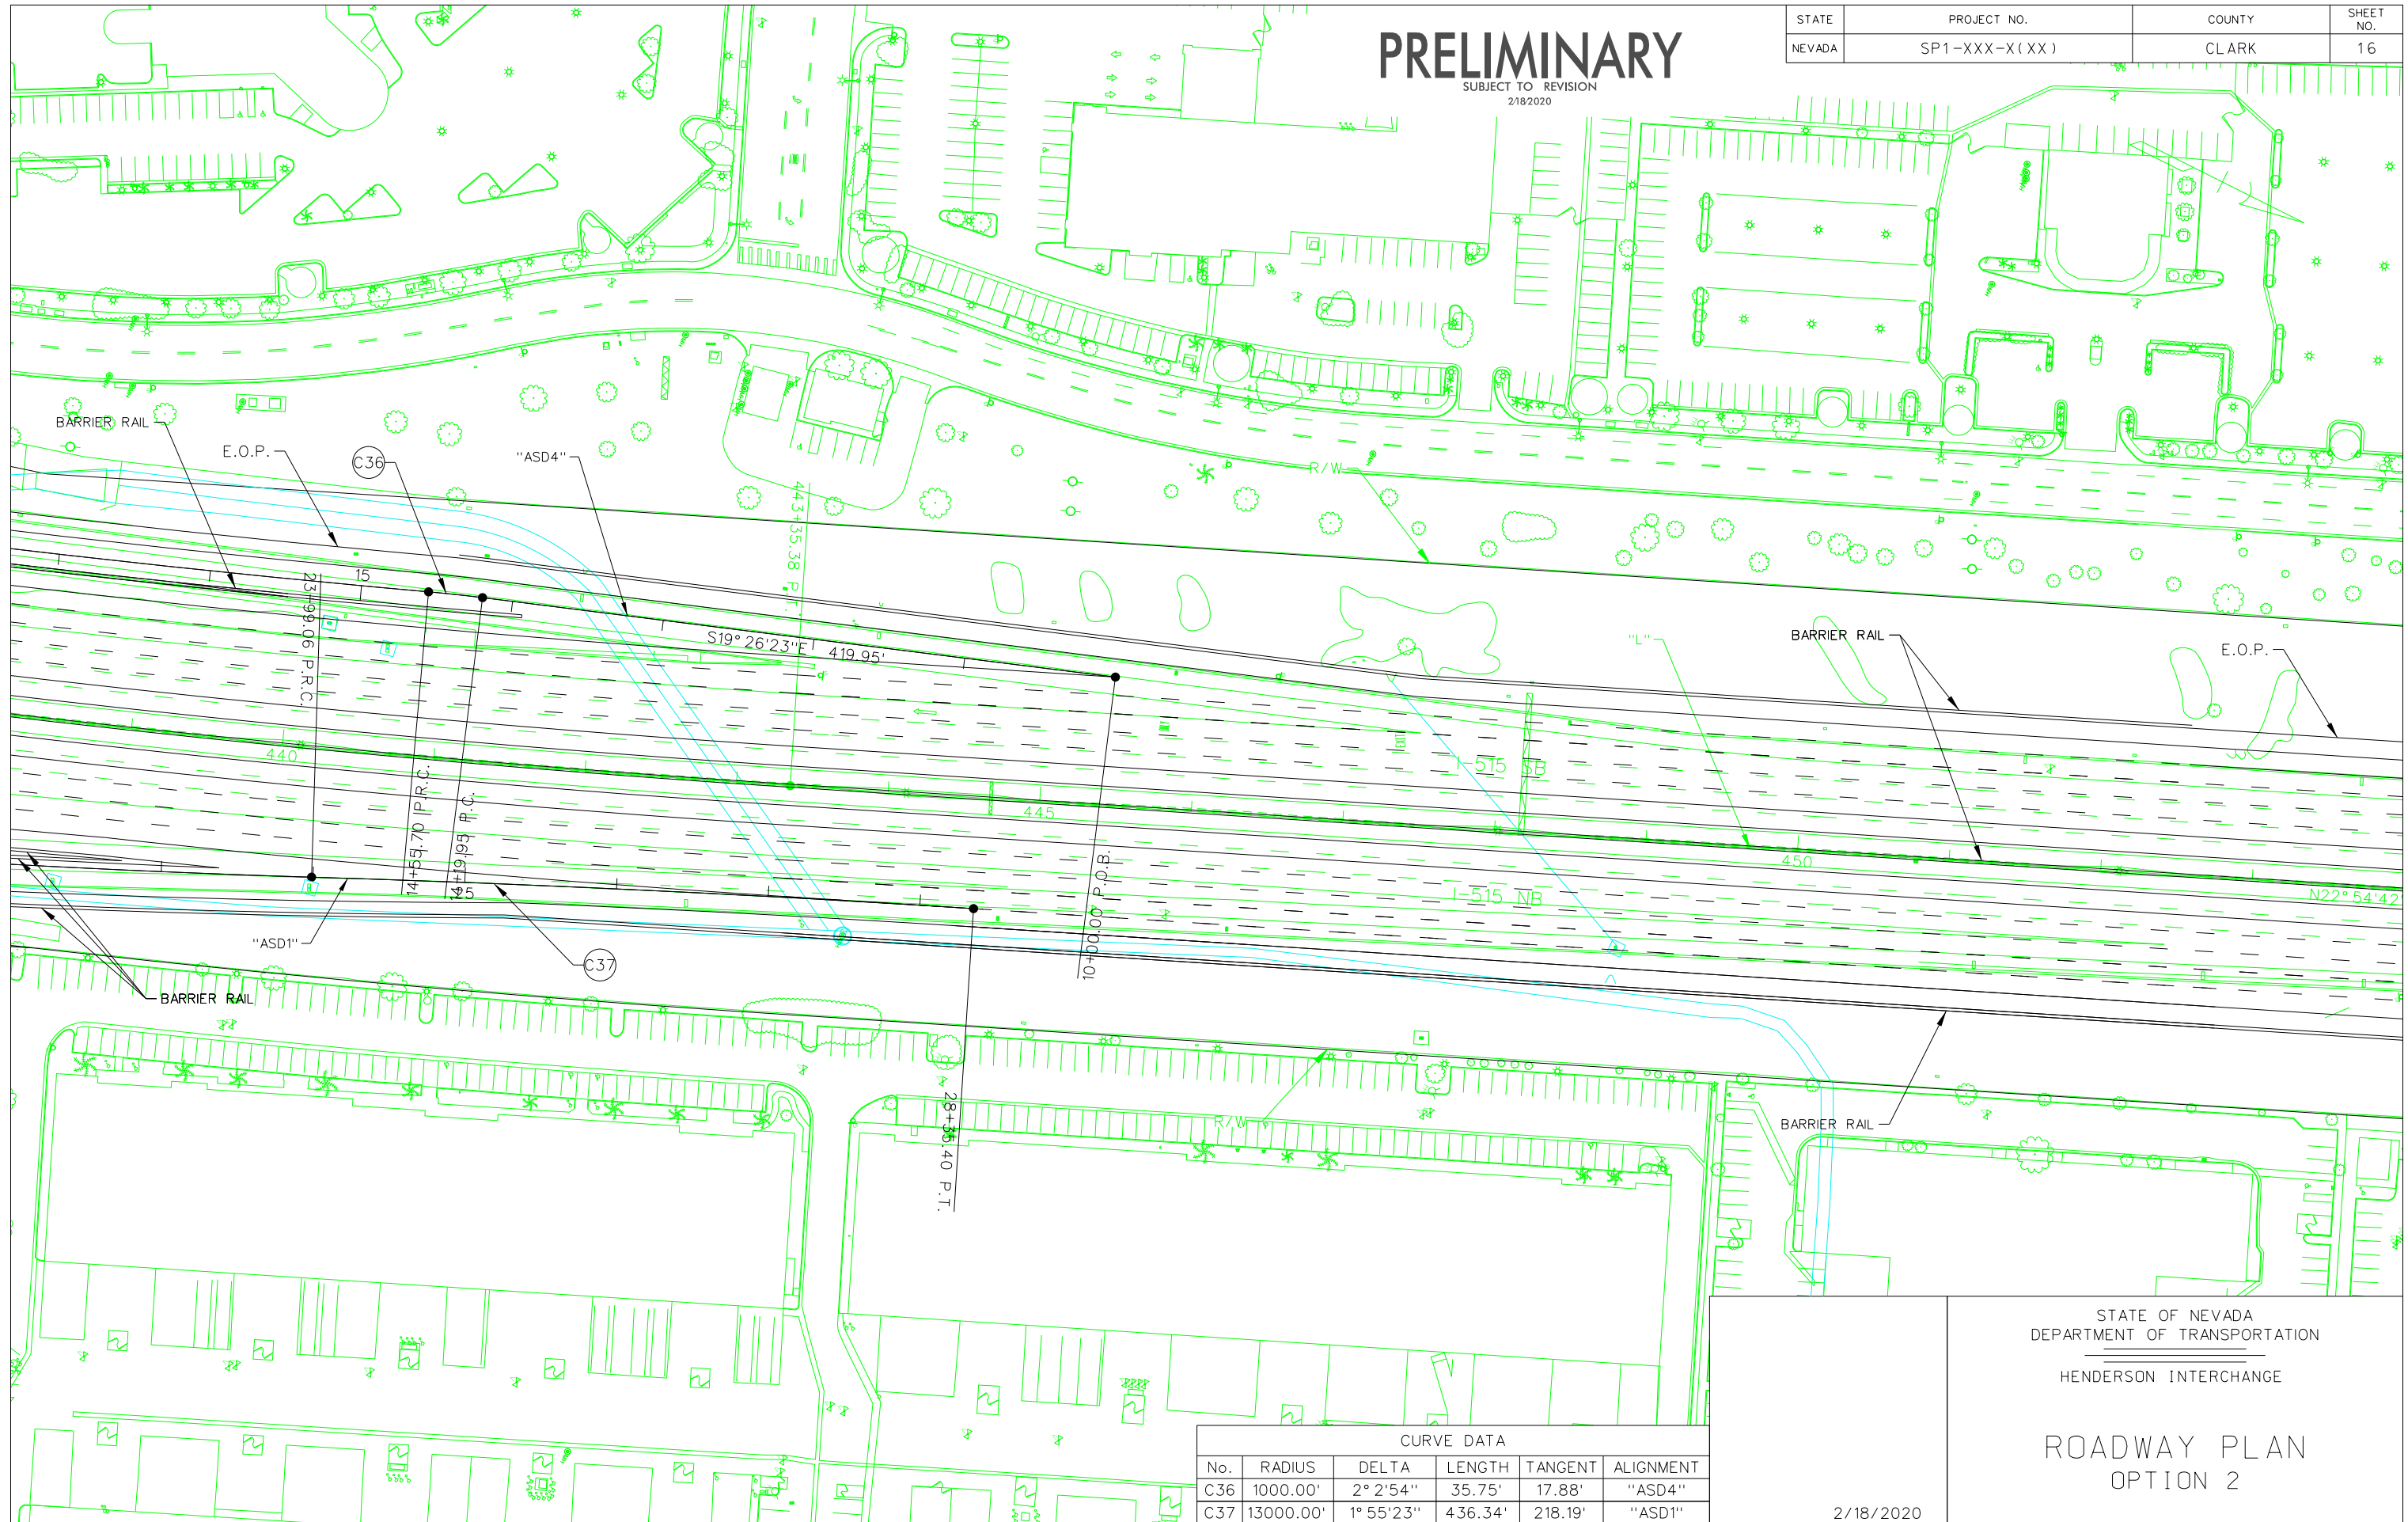 PRELIMINARY
SUBJECT TO REVISION
2/18/2020
STATE PROJECT NO. COUNTY SHEET NO.
NEVADA SP1-XXX-X(XX) CLARK 16
BARRIER RAIL
E.O.P.
C36
"ASD4"
R/W
443+35.38 P.T.
15
23+99.06 P.R.C.
S19°26'23"E 419.95'
"L"
BARRIER RAIL
E.O.P.
440
14+55.70 P.R.C.
14+19.95 P.C.
25
445
I-515 SB
450
10+00.00 P.O.B.
I-515 NB
N22°54'42"
"ASD1"
C37
BARRIER RAIL
28+35.40 P.T.
R/W
BARRIER RAIL
CURVE DATA
No. RADIUS DELTA LENGTH TANGENT ALIGNMENT
C36 1000.00' 2°2'54" 35.75' 17.88' "ASD4"
C37 13000.00' 1°55'23" 436.34' 218.19' "ASD1"
2/18/2020
STATE OF NEVADA
DEPARTMENT OF TRANSPORTATION
HENDERSON INTERCHANGE
ROADWAY PLAN
OPTION 2